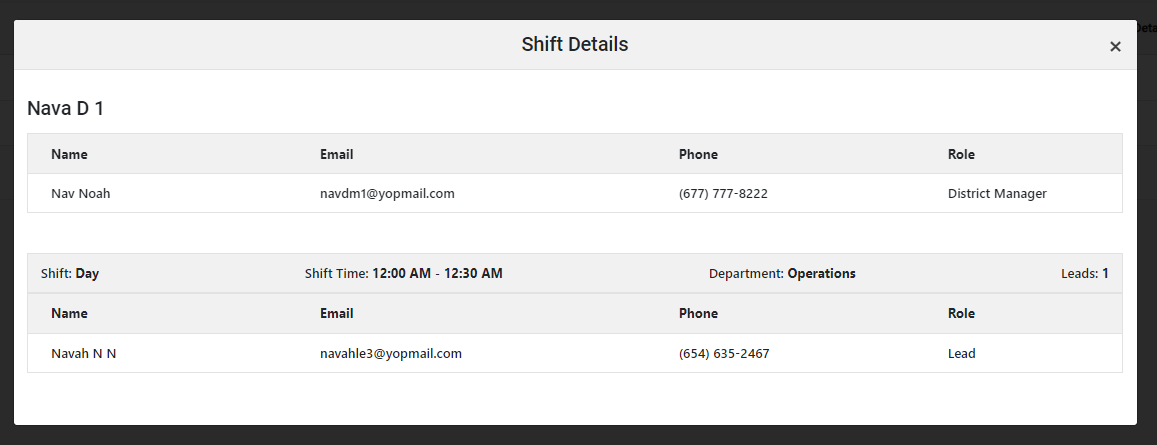 Shift Details
×
Nava D 1
Name Email Phone Role
Nav Noah navdm1@yopmail.com (677) 777-8222 District Manager
Shift: Day Shift Time: 12:00 AM - 12:30 AM Department: Operations Leads: 1
Name Email Phone Role
Navah N N navahle3@yopmail.com (654) 635-2467 Lead